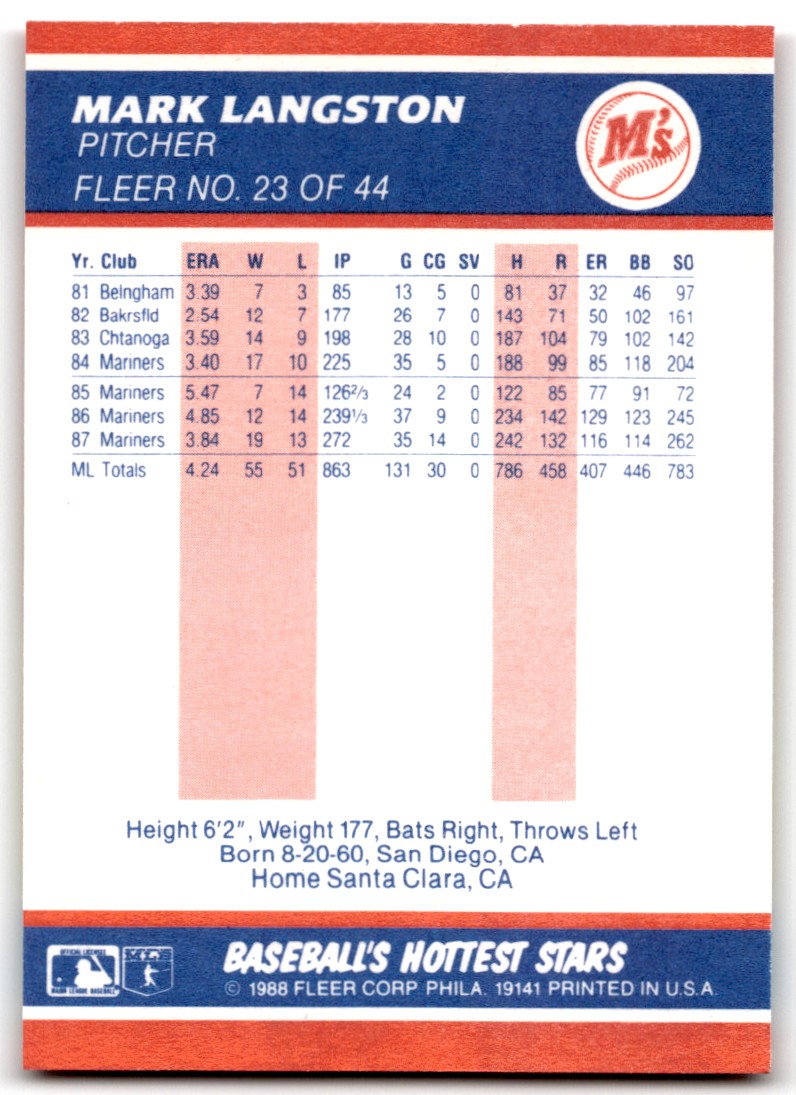 MARK LANGSTON
PITCHER
FLEER NO. 23 OF 44
M's
Yr. Club ERA W L IP G CG SV H R ER BB SO
81 Belngham 3.39 7 3 85 13 5 0 81 37 32 46 97
82 Bakrsfld 2.54 12 7 177 26 7 0 143 71 50 102 161
83 Chtanoga 3.59 14 9 198 28 10 0 187 104 79 102 142
84 Mariners 3.40 17 10 225 35 5 0 188 99 85 118 204
85 Mariners 5.47 7 14 126²/₃ 24 2 0 122 85 77 91 72
86 Mariners 4.85 12 14 239¹/₃ 37 9 0 234 142 129 123 245
87 Mariners 3.84 19 13 272 35 14 0 242 132 116 114 262
ML Totals 4.24 55 51 863 131 30 0 786 458 407 446 783
Height 6'2", Weight 177, Bats Right, Throws Left
Born 8-20-60, San Diego, CA
Home Santa Clara, CA
OFFICIAL LICENSEE
MAJOR LEAGUE BASEBALL
BASEBALL'S HOTTEST STARS
© 1988 FLEER CORP PHILA. 19141 PRINTED IN U.S.A.